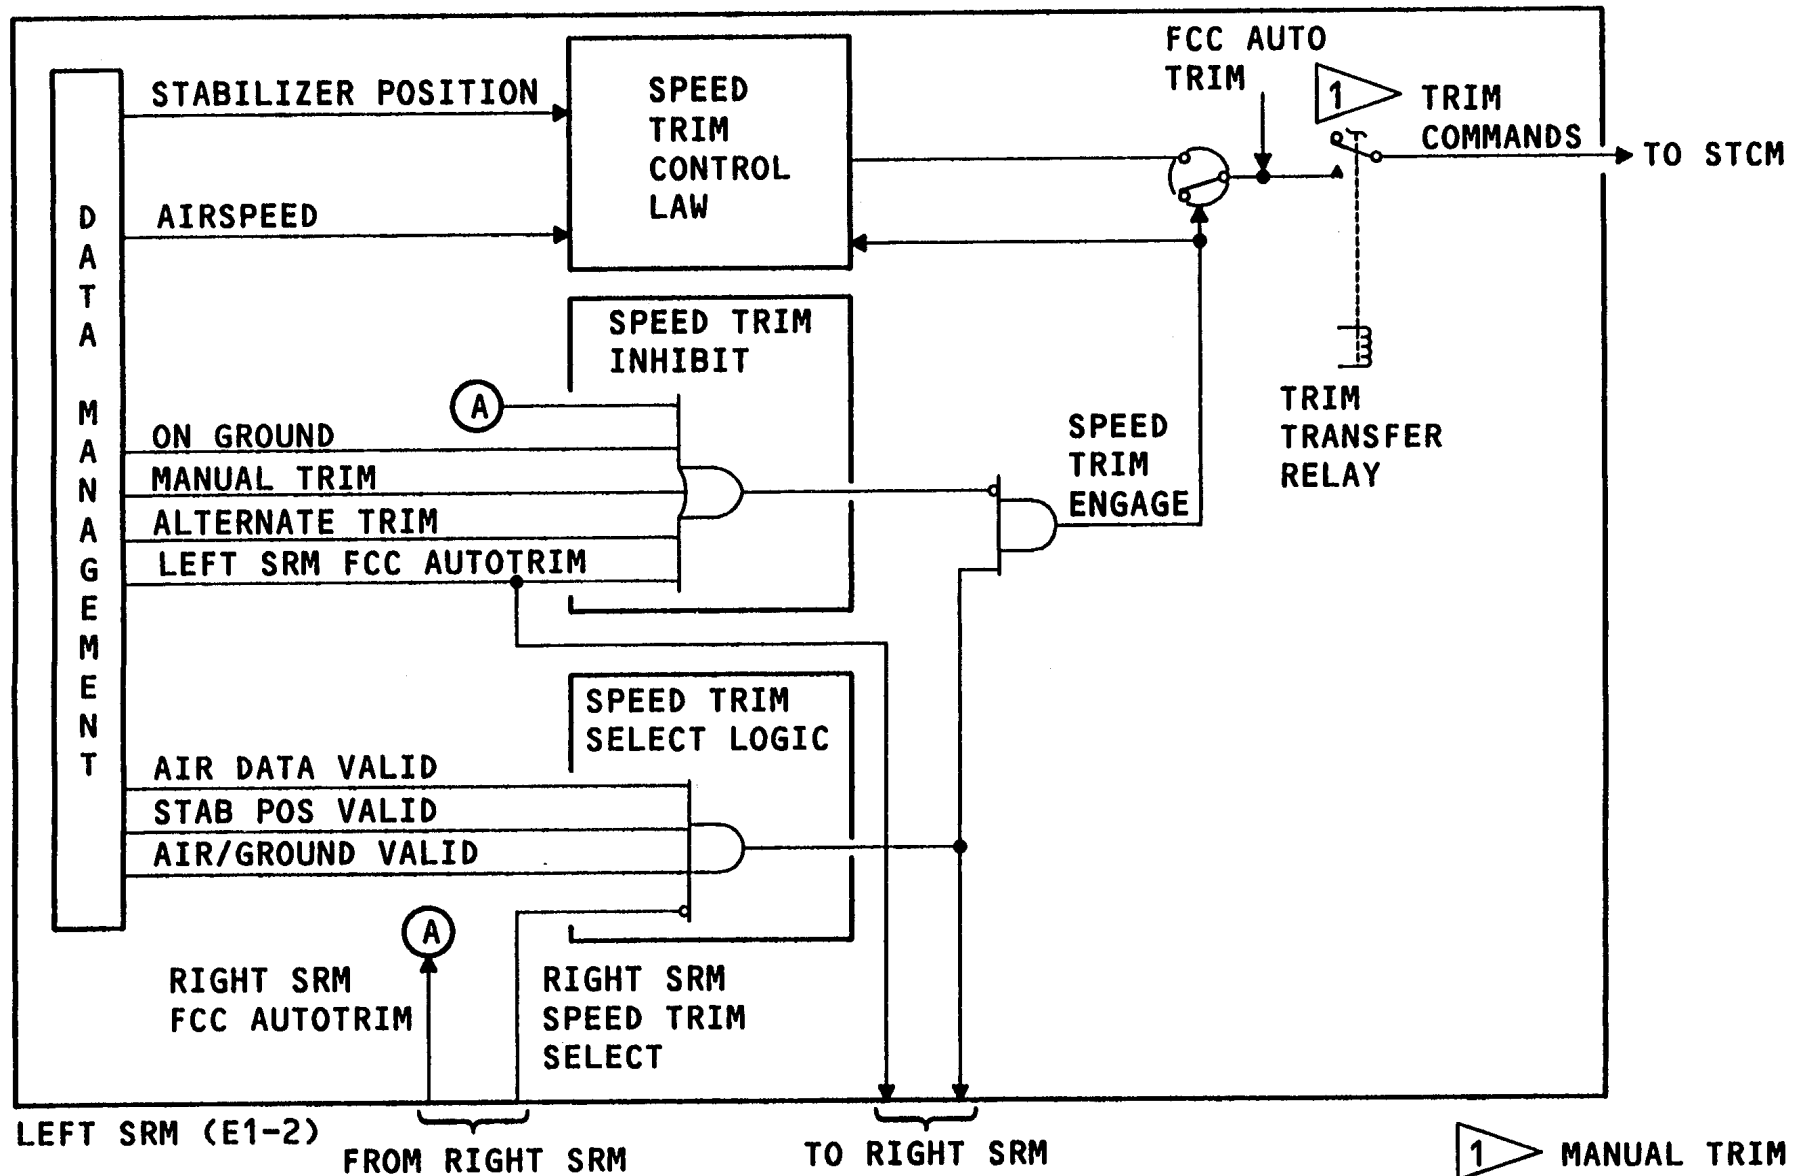 STABILIZER POSITION
AIRSPEED
SPEED
TRIM
CONTROL
LAW
FCC AUTO
TRIM
1
TRIM
COMMANDS
TO STCM
DATA MANAGEMENT
SPEED TRIM
INHIBIT
A
ON GROUND
MANUAL TRIM
ALTERNATE TRIM
LEFT SRM FCC AUTOTRIM
SPEED
TRIM
ENGAGE
TRIM
TRANSFER
RELAY
SPEED TRIM
SELECT LOGIC
AIR DATA VALID
STAB POS VALID
AIR/GROUND VALID
A
RIGHT SRM
FCC AUTOTRIM
RIGHT SRM
SPEED TRIM
SELECT
LEFT SRM (E1-2)
FROM RIGHT SRM
TO RIGHT SRM
1 MANUAL TRIM